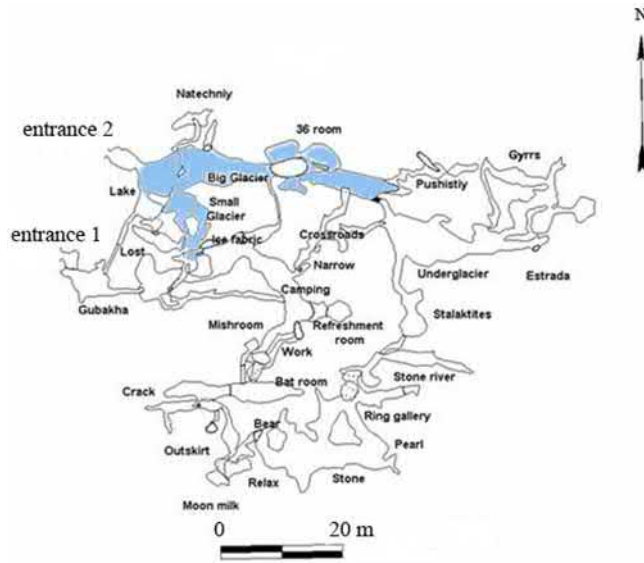 N
Natechniy
entrance 2
36 room
Gyrrs
Big Glacier
Pushistiy
Lake
Small
Glacier
entrance 1
Ice fabric
Crossroads
Lost
Narrow
Underglacier
Estrada
Camping
Gubakha
Stalaktites
Mishroom
Refreshment
room
Work
Stone river
Crack
Bat room
Ring gallery
Bear
Pearl
Outskirt
Relax
Stone
Moon milk
0
20 m